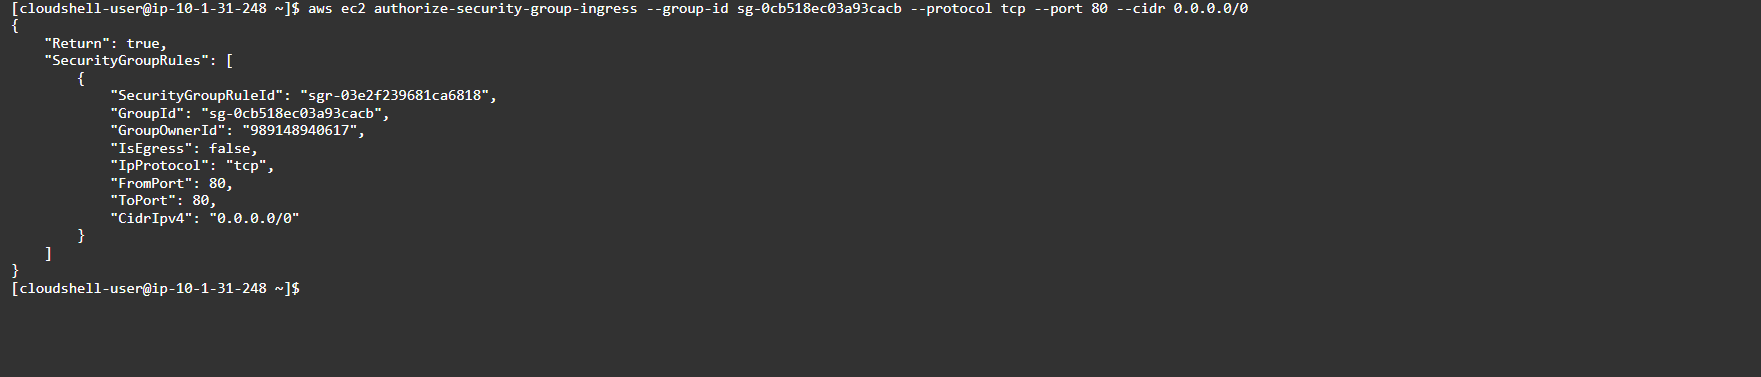 [cloudshell-user@ip-10-1-31-248 ~]$ aws ec2 authorize-security-group-ingress --group-id sg-0cb518ec03a93cacb --protocol tcp --port 80 --cidr 0.0.0.0/0
{
    "Return": true,
    "SecurityGroupRules": [
        {
            "SecurityGroupRuleId": "sgr-03e2f239681ca6818",
            "GroupId": "sg-0cb518ec03a93cacb",
            "GroupOwnerId": "989148940617",
            "IsEgress": false,
            "IpProtocol": "tcp",
            "FromPort": 80,
            "ToPort": 80,
            "CidrIpv4": "0.0.0.0/0"
        }
    ]
}
[cloudshell-user@ip-10-1-31-248 ~]$